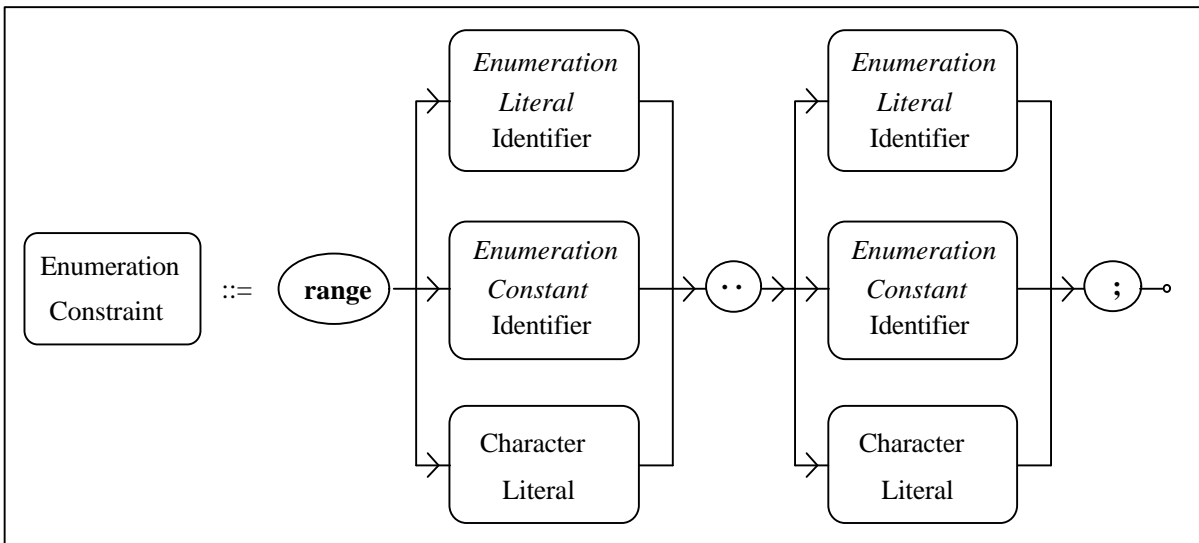 Enumeration
Constraint
::=
range
Enumeration
Literal
Identifier
Enumeration
Constant
Identifier
Character
Literal
..
Enumeration
Literal
Identifier
Enumeration
Constant
Identifier
Character
Literal
;